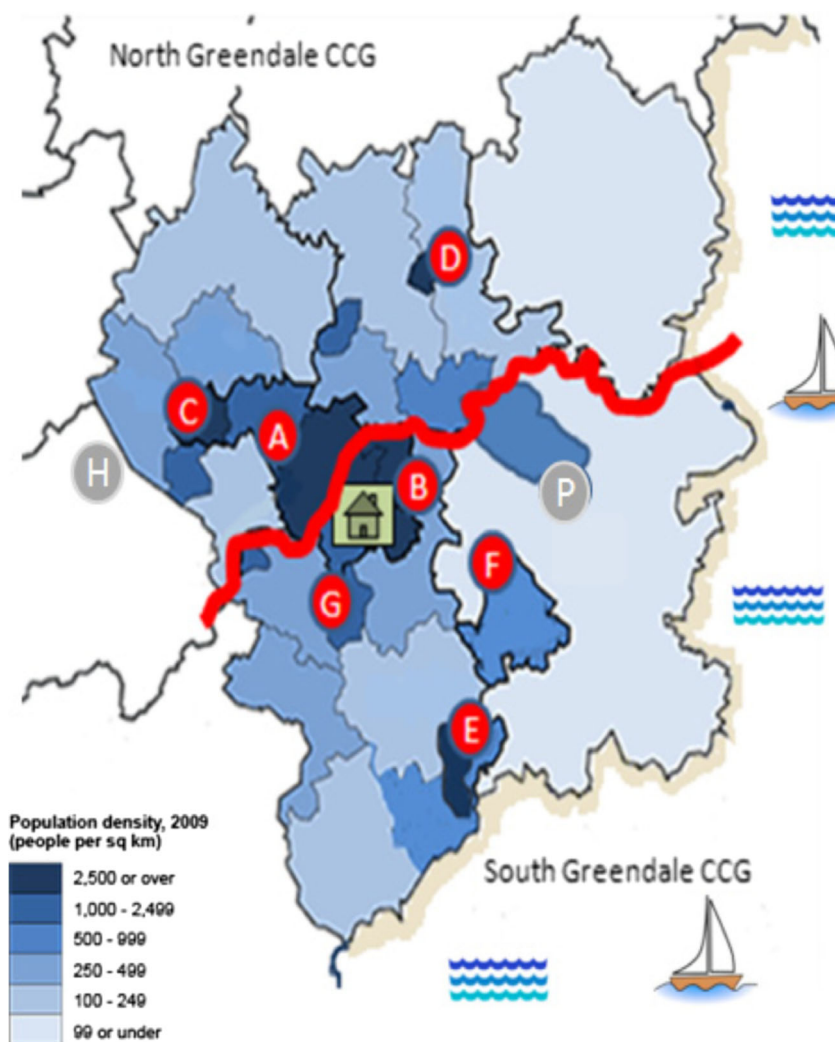 North Greendale CCG
D
C
A
H
B
P
F
G
E
Population density, 2009
(people per sq km)
2,500 or over
1,000 - 2,499
500 - 999
250 - 499
100 - 249
99 or under
South Greendale CCG